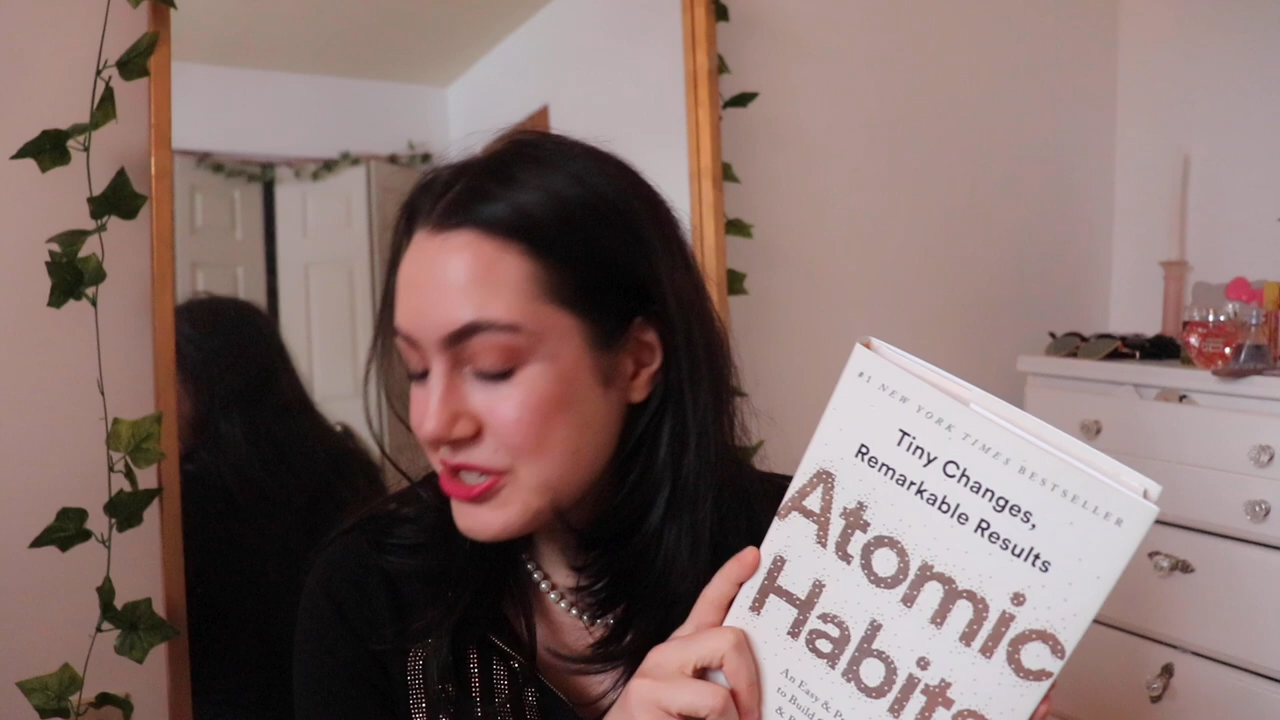 #1 NEW YORK TIMES BESTSELLER
Tiny Changes,
Remarkable Results
Atomic
Habits
An Easy &
to Build
&